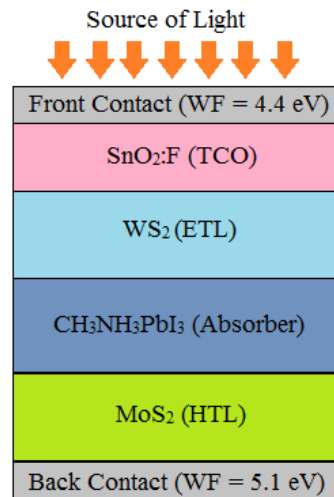 Source of Light
Front Contact (WF = 4.4 eV)
SnO₂:F (TCO)
WS₂ (ETL)
CH₃NH₃PbI₃ (Absorber)
MoS₂ (HTL)
Back Contact (WF = 5.1 eV)